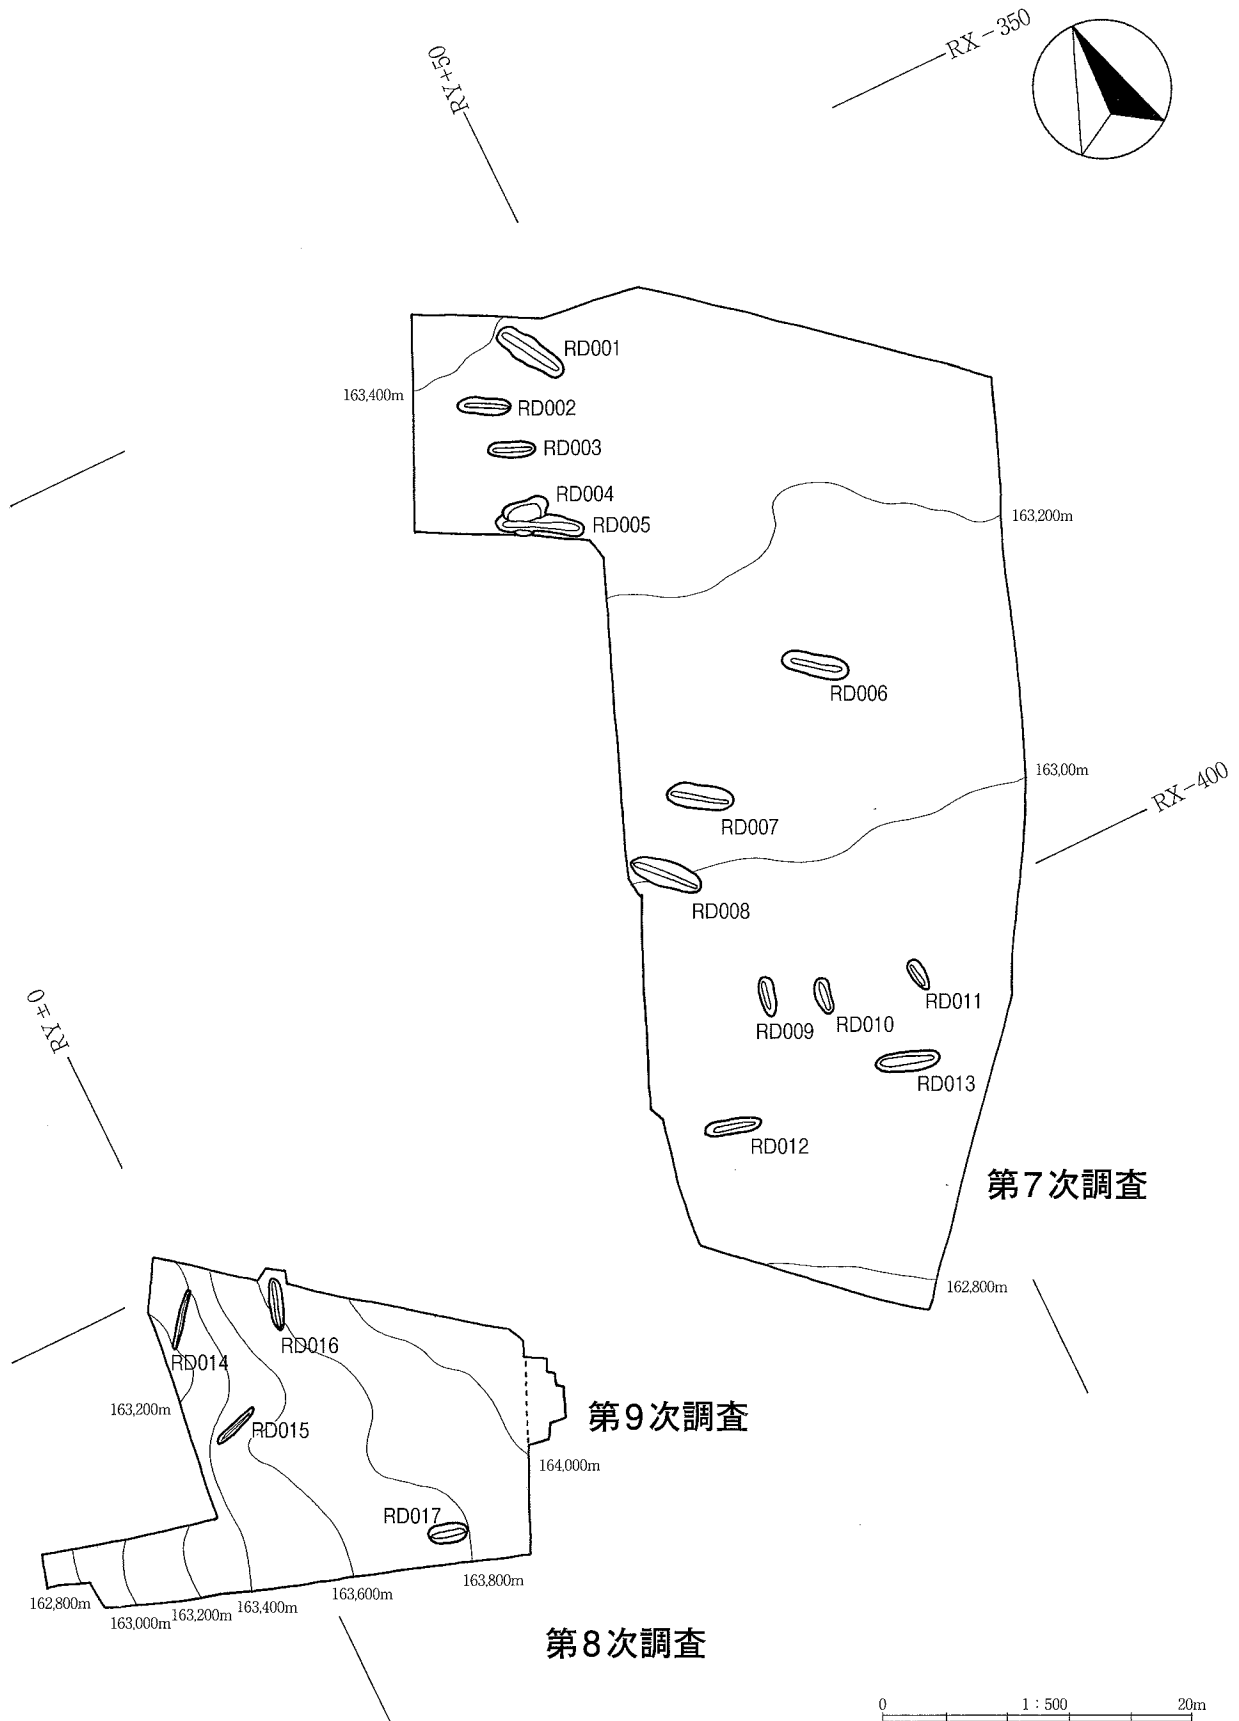 RY+50
RX-350
RD001
163,400m
RD002
RD003
RD004
RD005
163,200m
RD006
163,00m
RX-400
RD007
RD008
RD011
RD009
RD010
RD013
RD012
RY±0
第7次調査
162,800m
RD016
RD014
163,200m
RD015
第9次調査
164,000m
RD017
162,800m
163,000m
163,200m
163,400m
163,600m
163,800m
第8次調査
0 1:500 20m